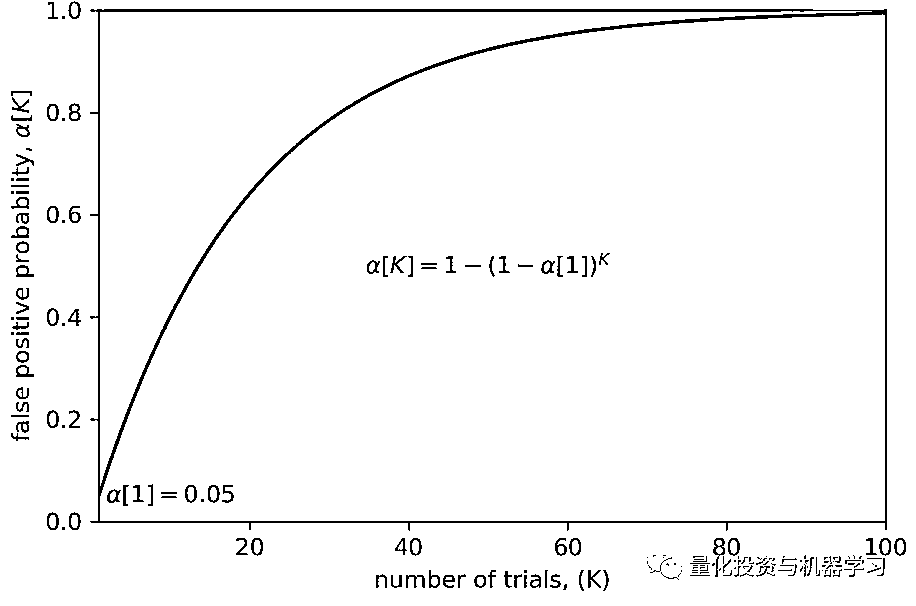 1.0
0.8
0.6
0.4
0.2
0.0
false positive probability, α[K]
α[K] = 1 − (1 − α[1])^K
α[1] = 0.05
20 40 60 80 100
number of trials, (K)
量化投资与机器学习